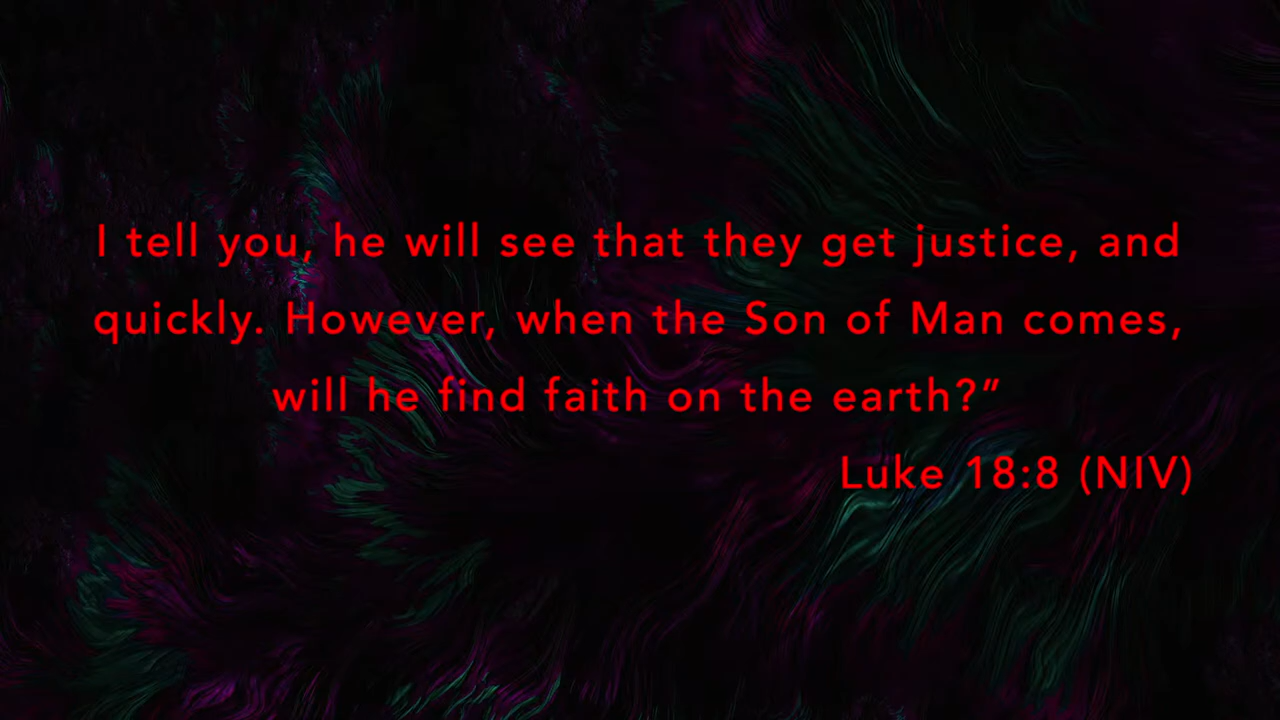 I tell you, he will see that they get justice, and
quickly. However, when the Son of Man comes,
will he find faith on the earth?”
Luke 18:8 (NIV)